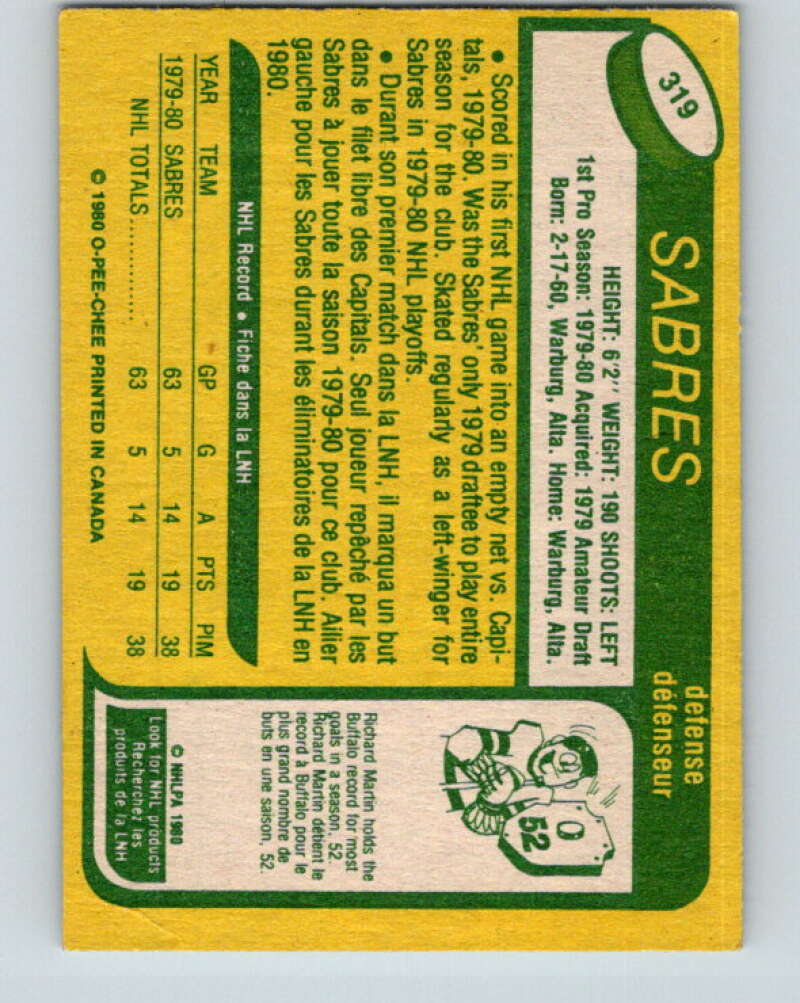 319
SABRES
defense
défenseur
HEIGHT: 6'2" WEIGHT: 190 SHOOTS: LEFT
1st Pro Season: 1979-80 Acquired: 1979 Amateur Draft
Born: 2-17-60, Warburg, Alta. Home: Warburg, Alta.
• Scored in his first NHL game into an empty net vs. Capi-
tals, 1979-80. Was the Sabres' only 1979 draftee to play entire
season for the club. Skated regularly as a left-winger for
Sabres in 1979-80 NHL playoffs.
• Durant son premier match dans la LNH, il marqua un but
dans le filet libre des Capitals. Seul joueur repêché par les
Sabres à jouer toute la saison 1979-80 pour ce club. Ailier
gauche pour les Sabres durant les éliminatoires de la LNH en
1980.
NHL Record • Fiche dans la LNH
YEAR TEAM GP G A PTS PIM
1979-80 SABRES 63 5 14 19 38
NHL TOTALS............. 63 5 14 19 38
© 1980 O-PEE-CHEE PRINTED IN CANADA
52
Richard Martin holds the
Buffalo record for most
goals in a season, 52.
Richard Martin détient le
record à Buffalo pour le
plus grand nombre de
buts en une saison, 52.
© NHLPA 1980
Look for NHL products
Recherchez les
produits de la LNH